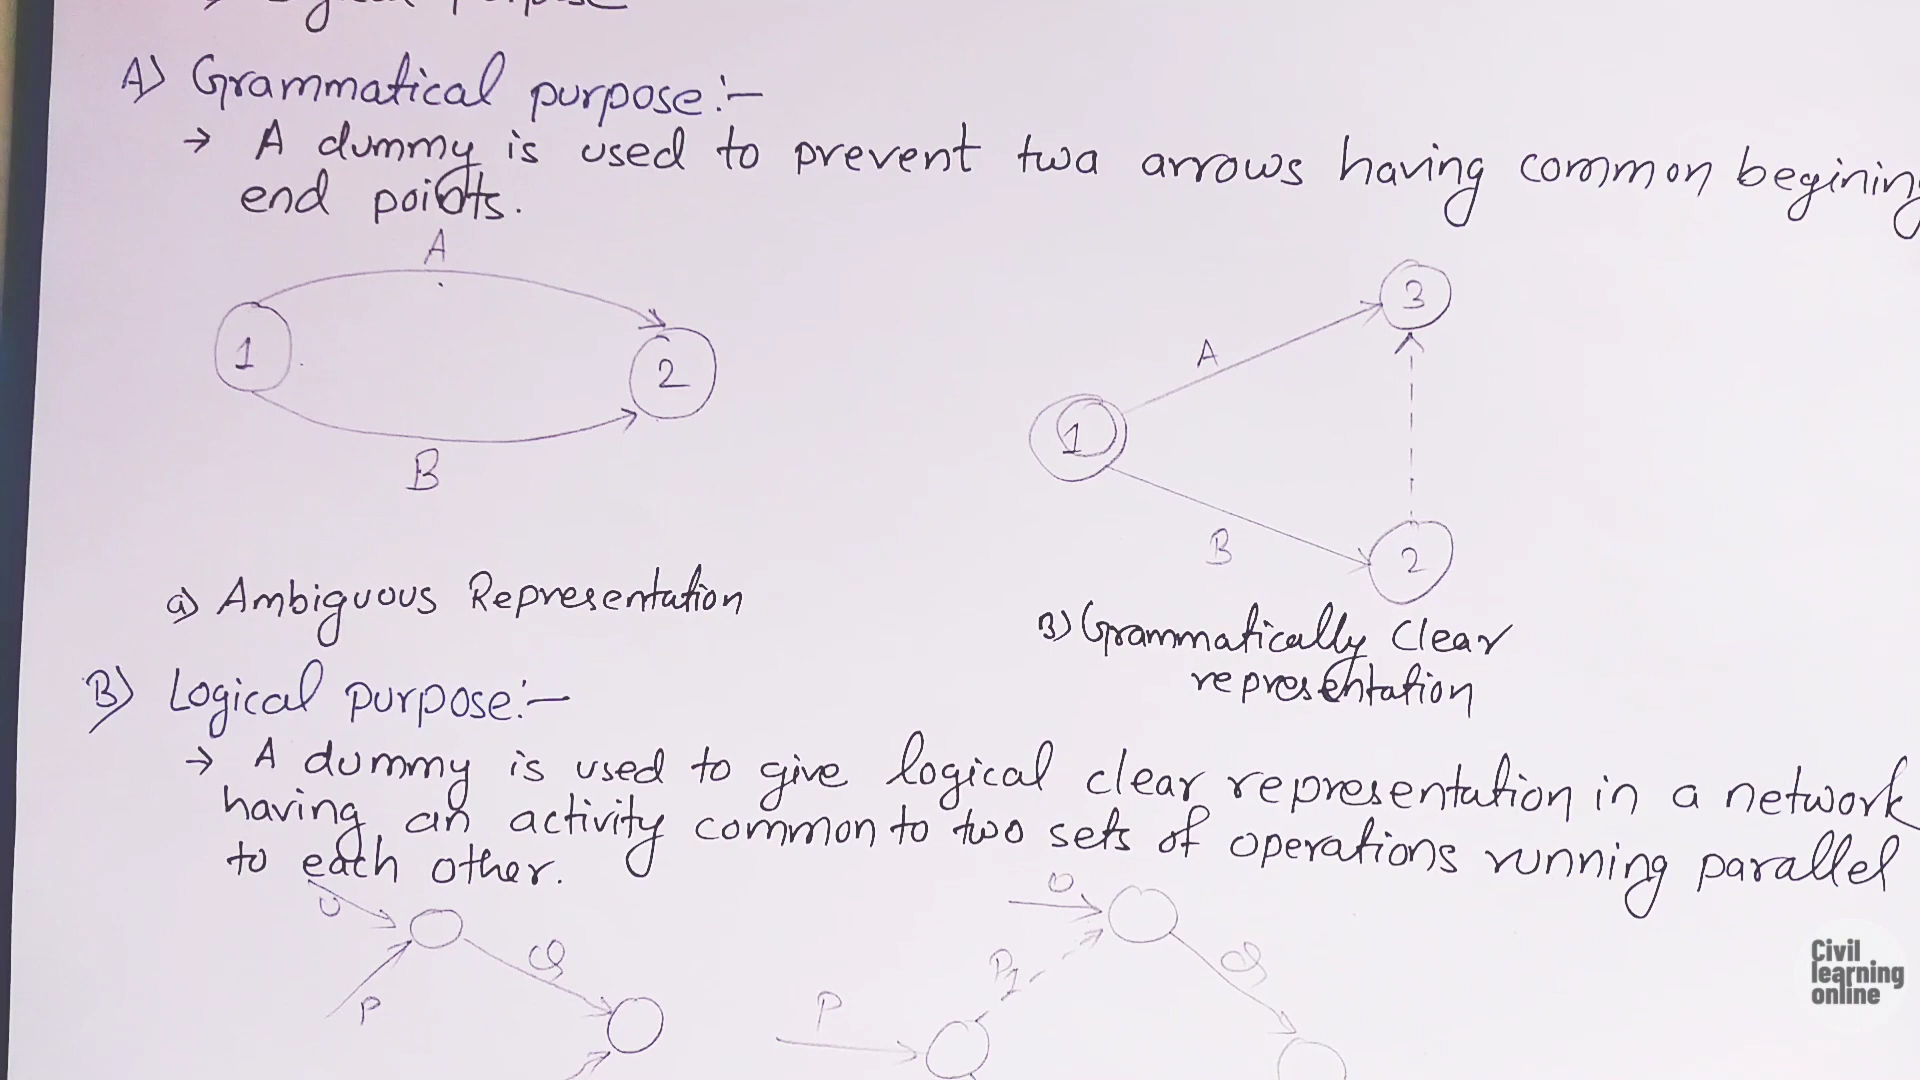 A) Grammatical purpose:-
→ A dummy is used to prevent twa arrows having common begining
end points.
A
1
2
B
3
A
1
B
2
a) Ambiguous Representation
B) Grammatically Clear
representation
B) Logical purpose:-
→ A dummy is used to give logical clear representation in a network
having an activity common to two sets of operations running parallel
to each other.
P
P1
P
Civil
learning
online